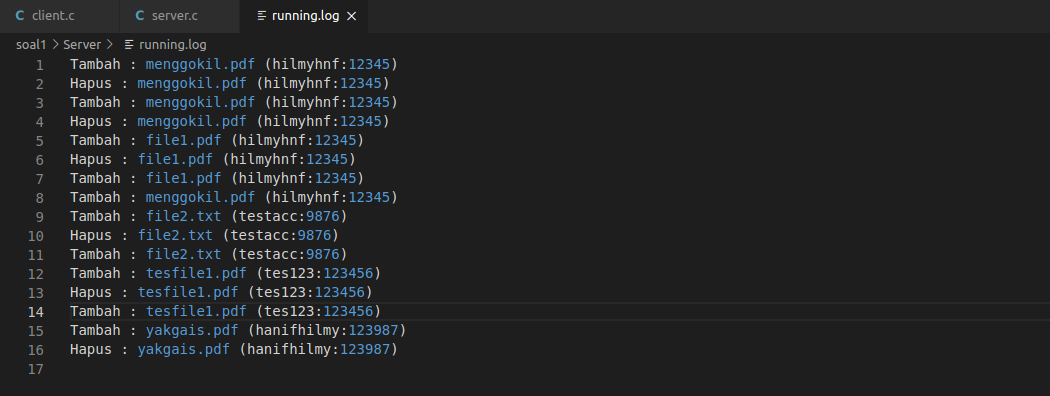 client.c server.c running.log
soal1 > Server > running.log
1 Tambah : menggokil.pdf (hilmyhnf:12345)
2 Hapus : menggokil.pdf (hilmyhnf:12345)
3 Tambah : menggokil.pdf (hilmyhnf:12345)
4 Hapus : menggokil.pdf (hilmyhnf:12345)
5 Tambah : file1.pdf (hilmyhnf:12345)
6 Hapus : file1.pdf (hilmyhnf:12345)
7 Tambah : file1.pdf (hilmyhnf:12345)
8 Tambah : menggokil.pdf (hilmyhnf:12345)
9 Tambah : file2.txt (testacc:9876)
10 Hapus : file2.txt (testacc:9876)
11 Tambah : file2.txt (testacc:9876)
12 Tambah : tesfile1.pdf (tes123:123456)
13 Hapus : tesfile1.pdf (tes123:123456)
14 Tambah : tesfile1.pdf (tes123:123456)
15 Tambah : yakgais.pdf (hanifhilmy:123987)
16 Hapus : yakgais.pdf (hanifhilmy:123987)
17